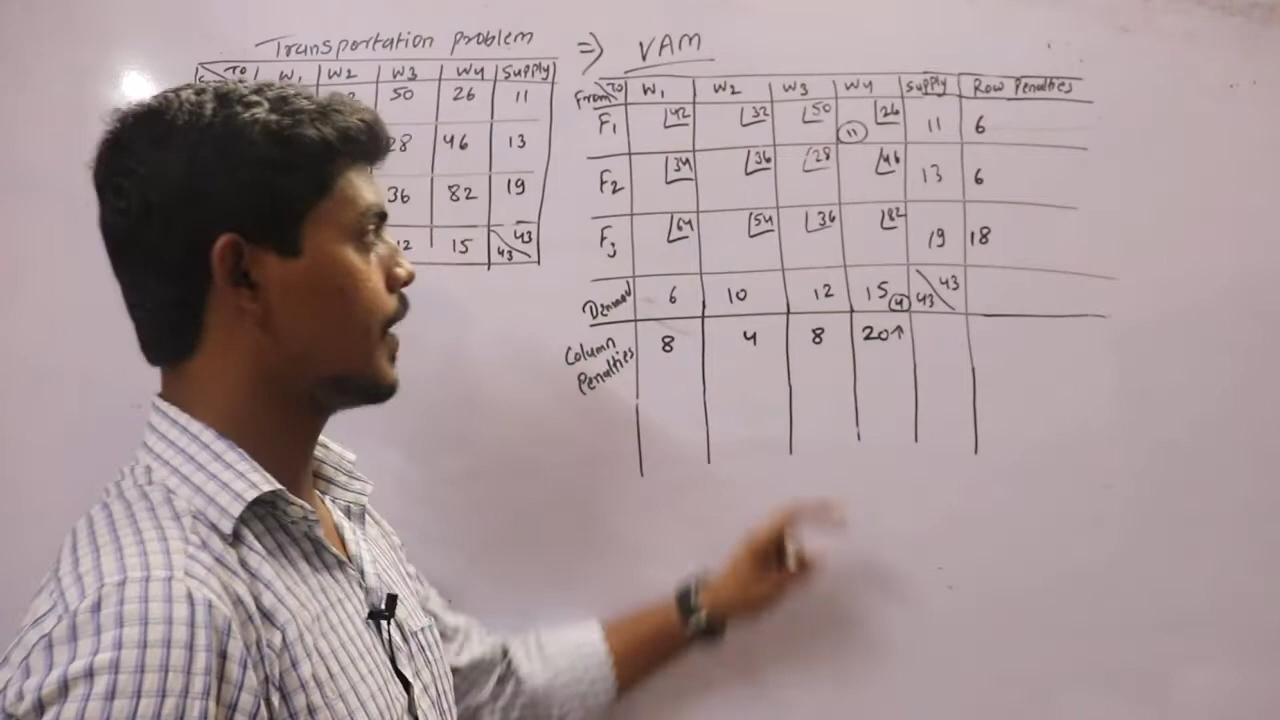 Transportation problem
TO W1 W2 W3 W4 Supply
50 26 11
28 46 13
36 82 19
12 15 43 43
=> VAM
From TO W1 W2 W3 W4 Supply Row Penalties
F1 42 32 50 11 26 11 6
F2 34 36 28 46 13 6
F3 64 54 36 82 19 18
Demand 6 10 12 15 4 43 43
Column Penalties 8 4 8 20↑